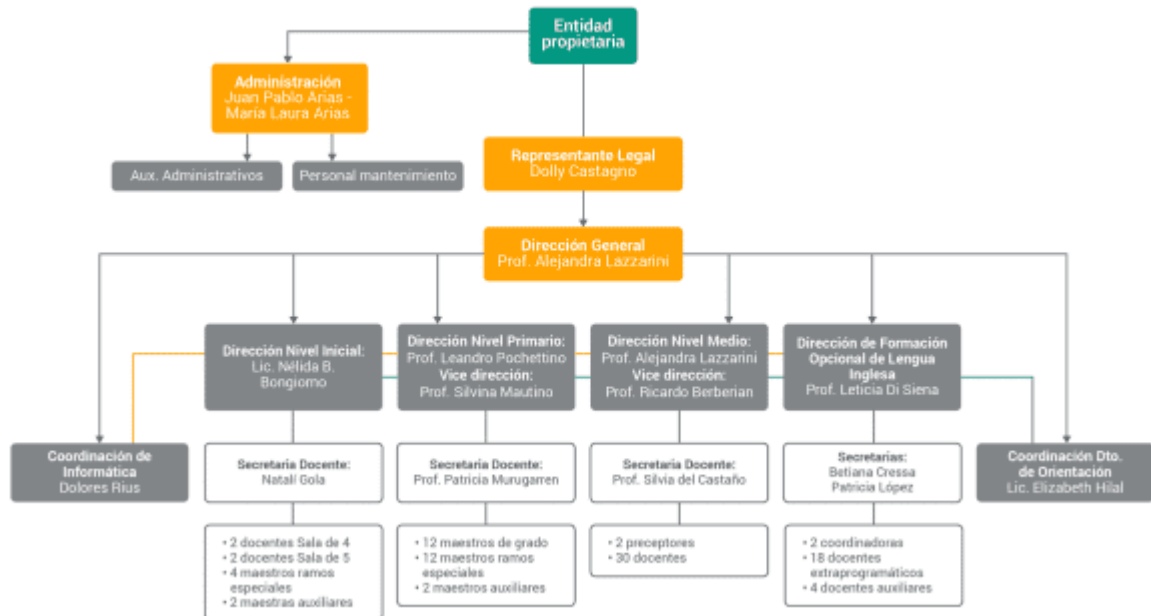 Entidad
propietaria
Administración
Juan Pablo Arias -
María Laura Arias
Aux. Administrativos
Personal mantenimiento
Representante Legal
Dolly Castagno
Dirección General
Prof. Alejandra Lazzarini
Dirección Nivel Inicial:
Lic. Nélida B.
Bongiorno
Dirección Nivel Primario:
Prof. Leandro Pochettino
Vice dirección:
Prof. Silvina Mautino
Dirección Nivel Medio:
Prof. Alejandra Lazzarini
Vice dirección:
Prof. Ricardo Berberian
Dirección de Formación
Opcional de Lengua
Inglesa
Prof. Leticia Di Siena
Coordinación de
Informática
Dolores Rius
Secretaria Docente:
Natalí Gola
Secretaria Docente:
Prof. Patricia Murugarren
Secretaria Docente:
Prof. Silvia del Castaño
Secretarias:
Betiana Cressa
Patricia López
Coordinación Dto.
de Orientación
Lic. Elizabeth Hilal
• 2 docentes Sala de 4
• 2 docentes Sala de 5
• 4 maestros ramos
especiales
• 2 maestras auxiliares
• 12 maestros de grado
• 12 maestros ramos
especiales
• 2 maestros auxiliares
• 2 preceptores
• 30 docentes
• 2 coordinadoras
• 18 docentes
extraprogramáticos
• 4 docentes auxiliares